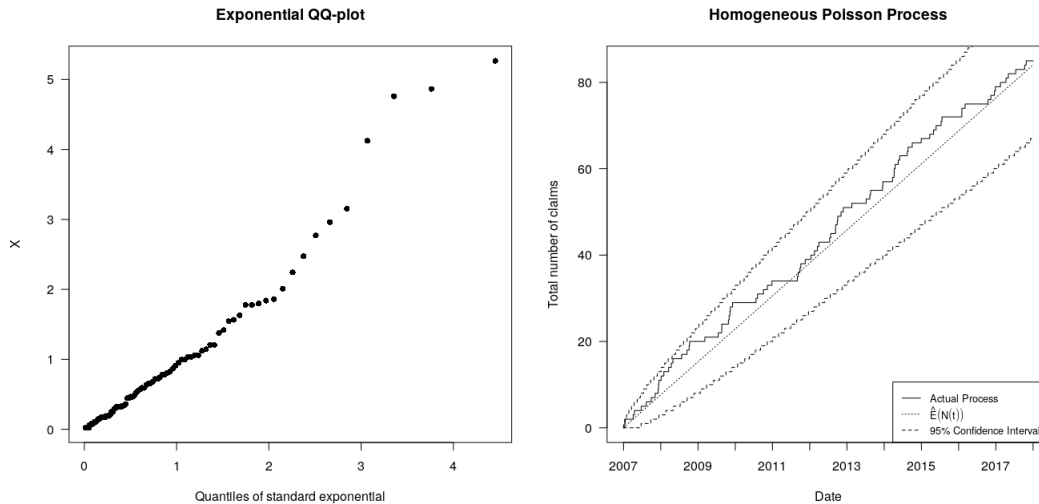 Exponential QQ-plot
X
5
4
3
2
1
0
0 1 2 3 4
Quantiles of standard exponential
Homogeneous Poisson Process
Total number of claims
80
60
40
20
0
Actual Process
Ê(N(t))
95% Confidence Interval
2007 2009 2011 2013 2015 2017
Date